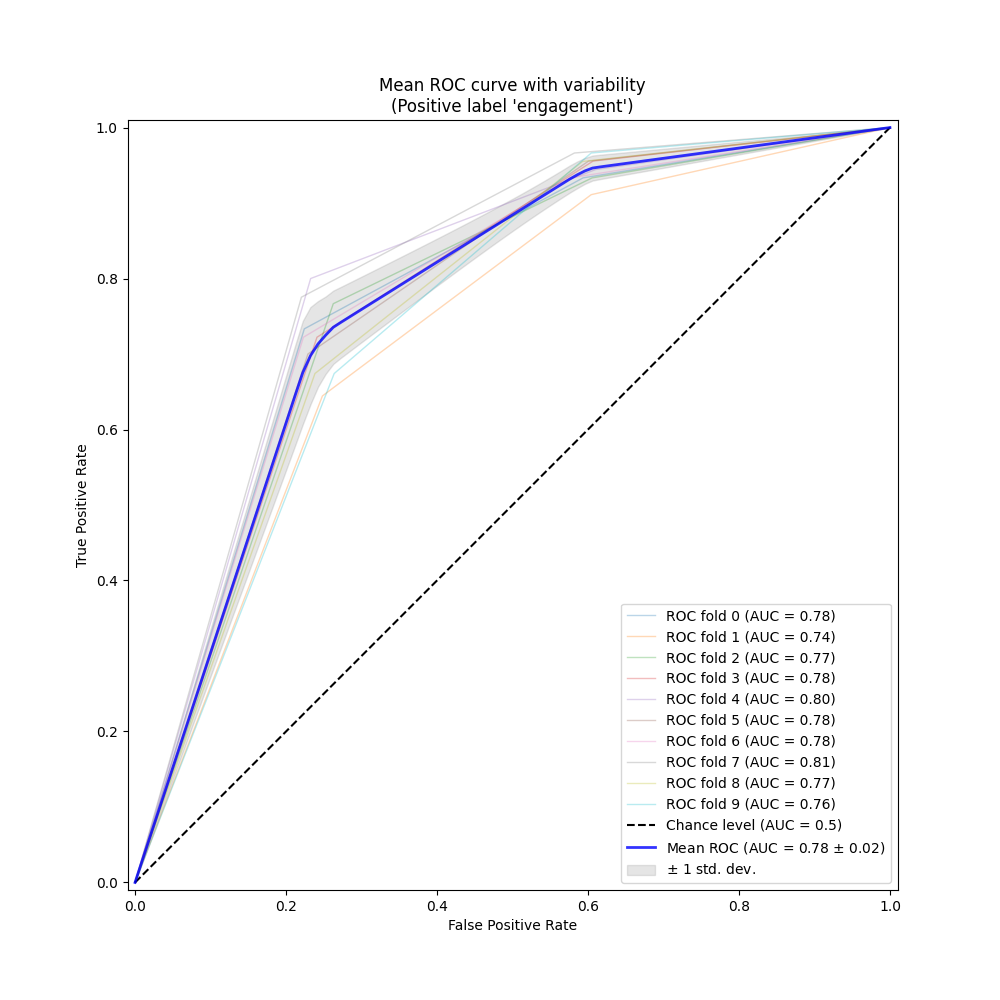 Mean ROC curve with variability
(Positive label 'engagement')
True Positive Rate
1.0
0.8
0.6
0.4
0.2
0.0
0.0 0.2 0.4 0.6 0.8 1.0
False Positive Rate
ROC fold 0 (AUC = 0.78)
ROC fold 1 (AUC = 0.74)
ROC fold 2 (AUC = 0.77)
ROC fold 3 (AUC = 0.78)
ROC fold 4 (AUC = 0.80)
ROC fold 5 (AUC = 0.78)
ROC fold 6 (AUC = 0.78)
ROC fold 7 (AUC = 0.81)
ROC fold 8 (AUC = 0.77)
ROC fold 9 (AUC = 0.76)
Chance level (AUC = 0.5)
Mean ROC (AUC = 0.78 ± 0.02)
± 1 std. dev.